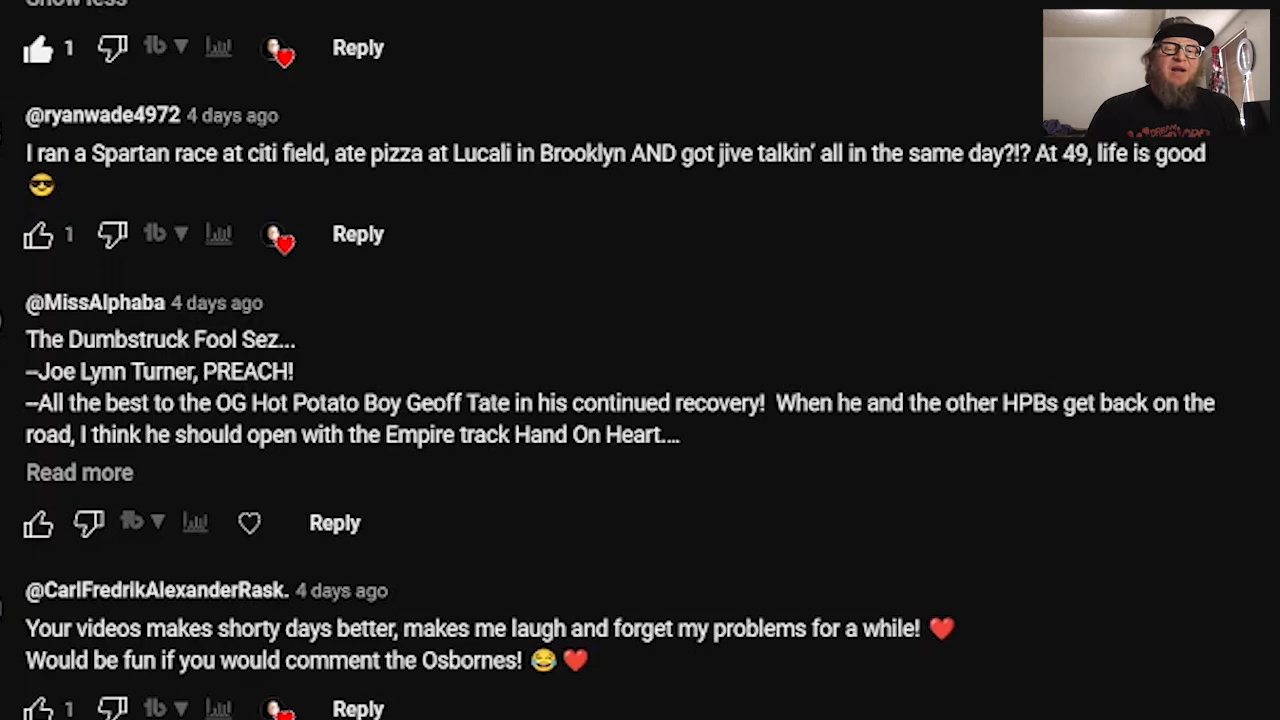 Show less
1
Reply
@ryanwade4972 4 days ago
I ran a Spartan race at citi field, ate pizza at Lucali in Brooklyn AND got jive talkin' all in the same day?!? At 49, life is good
😎
1
Reply
@MissAlphaba 4 days ago
The Dumbstruck Fool Sez...
--Joe Lynn Turner, PREACH!
--All the best to the OG Hot Potato Boy Geoff Tate in his continued recovery! When he and the other HPBs get back on the
road, I think he should open with the Empire track Hand On Heart....
Read more
Reply
@CarlFredrikAlexanderRask. 4 days ago
Your videos makes shorty days better, makes me laugh and forget my problems for a while! ❤️
Would be fun if you would comment the Osbornes! 😂 ❤️
1
Reply